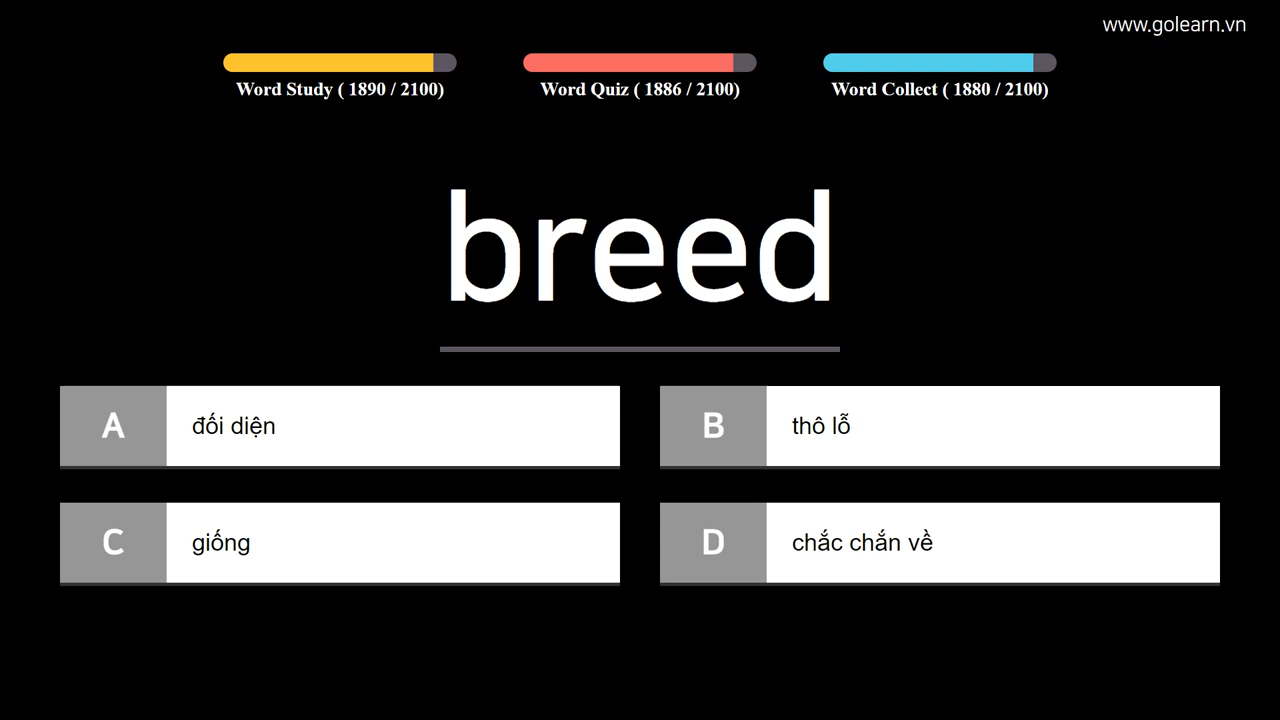 www.golearn.vn
Word Study ( 1890 / 2100)
Word Quiz ( 1886 / 2100)
Word Collect ( 1880 / 2100)
breed
A đối diện
B thô lỗ
C giống
D chắc chắn về